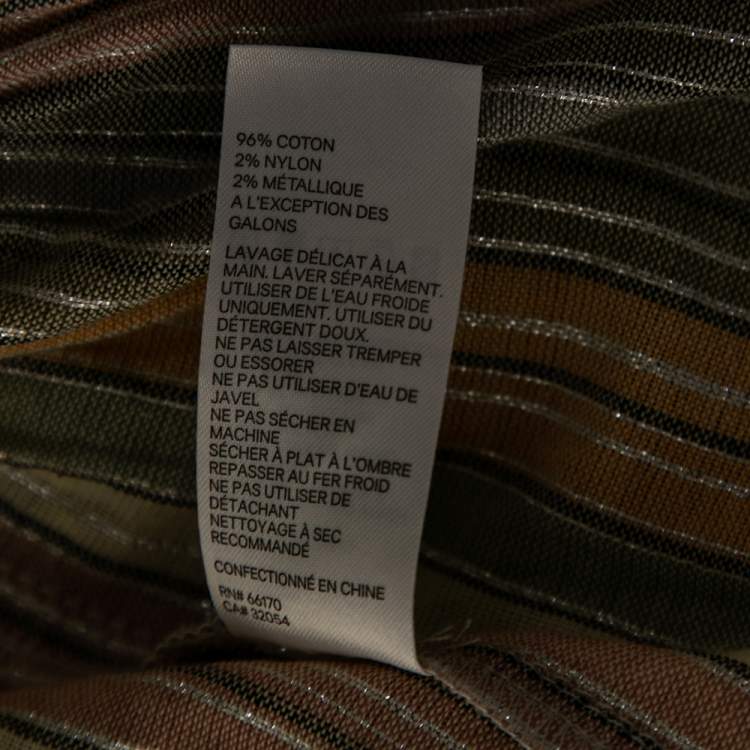 96% COTON
2% NYLON
2% MÉTALLIQUE
A L'EXCEPTION DES
GALONS
LAVAGE DÉLICAT À LA
MAIN. LAVER SÉPARÉMENT.
UTILISER DE L'EAU FROIDE
UNIQUEMENT. UTILISER DU
DÉTERGENT DOUX.
NE PAS LAISSER TREMPER
OU ESSORER
NE PAS UTILISER D'EAU DE
JAVEL
NE PAS SÉCHER EN
MACHINE
SÉCHER À PLAT À L'OMBRE
REPASSER AU FER FROID
NE PAS UTILISER DE
DÉTACHANT
NETTOYAGE À SEC
RECOMMANDÉ
CONFECTIONNÉ EN CHINE
RN# 66170
CA# 32054